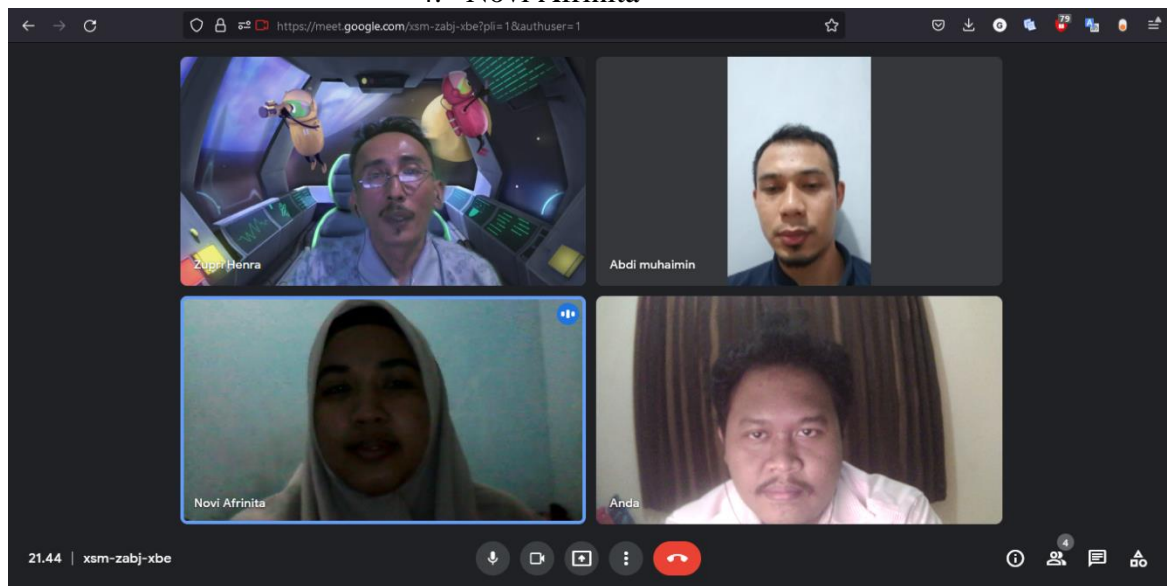 4. Novi Afrinita
https://meet.google.com/xsm-zabj-xbe?pli=1&authuser=1
79
Zupri Henra
Abdi muhaimin
Novi Afrinita
Anda
21.44 | xsm-zabj-xbe
4